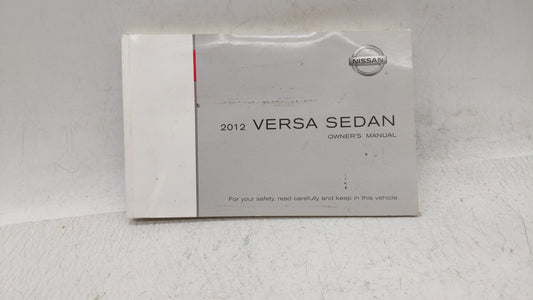 NISSAN
2012 VERSA SEDAN
OWNER'S MANUAL
For your safety, read carefully and keep in this vehicle.